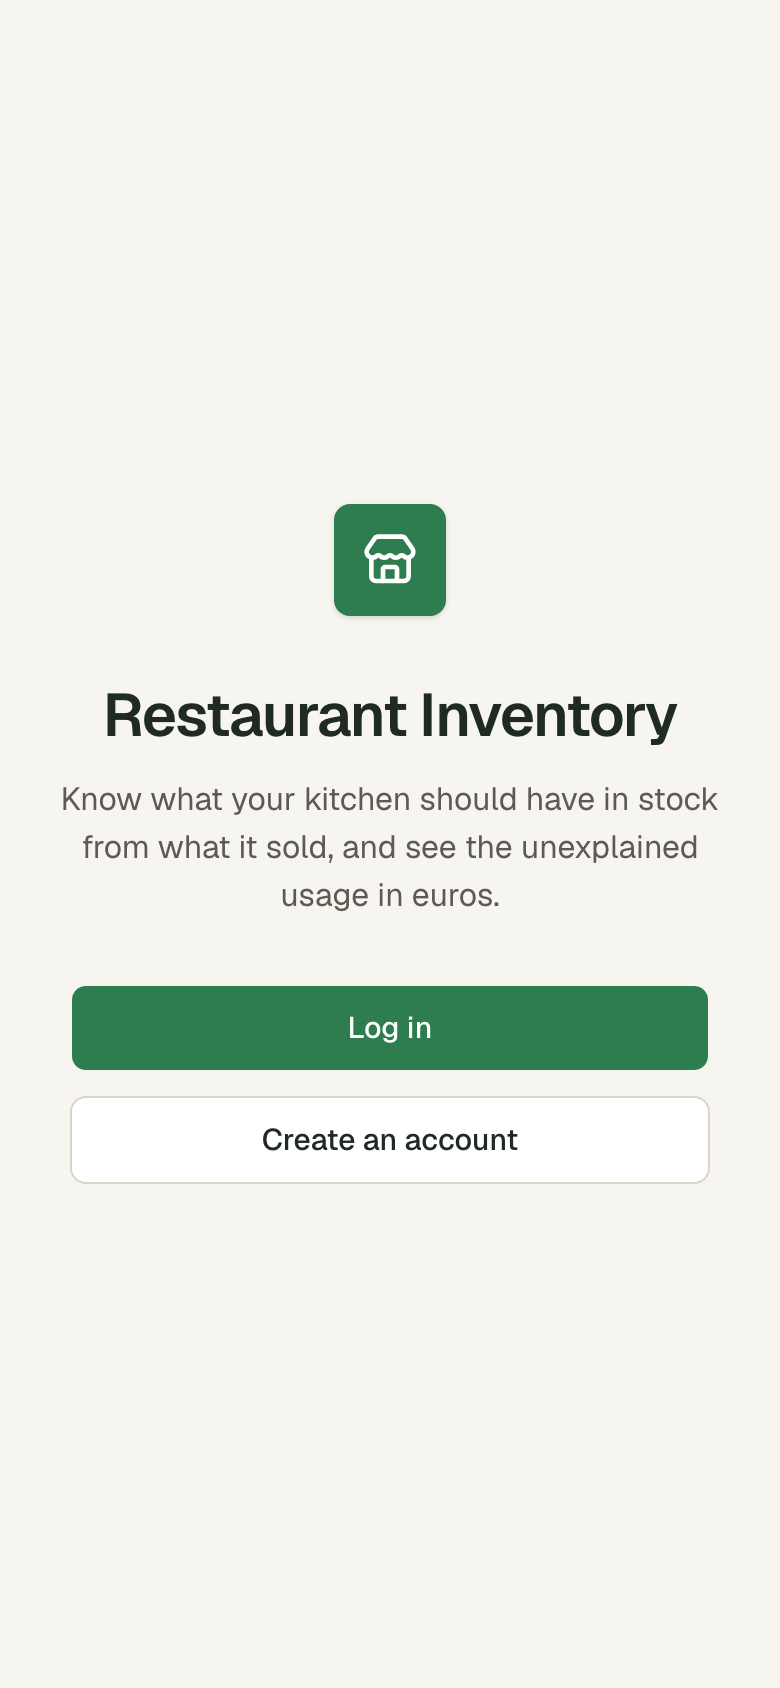 Restaurant Inventory
Know what your kitchen should have in stock
from what it sold, and see the unexplained
usage in euros.
Log in
Create an account